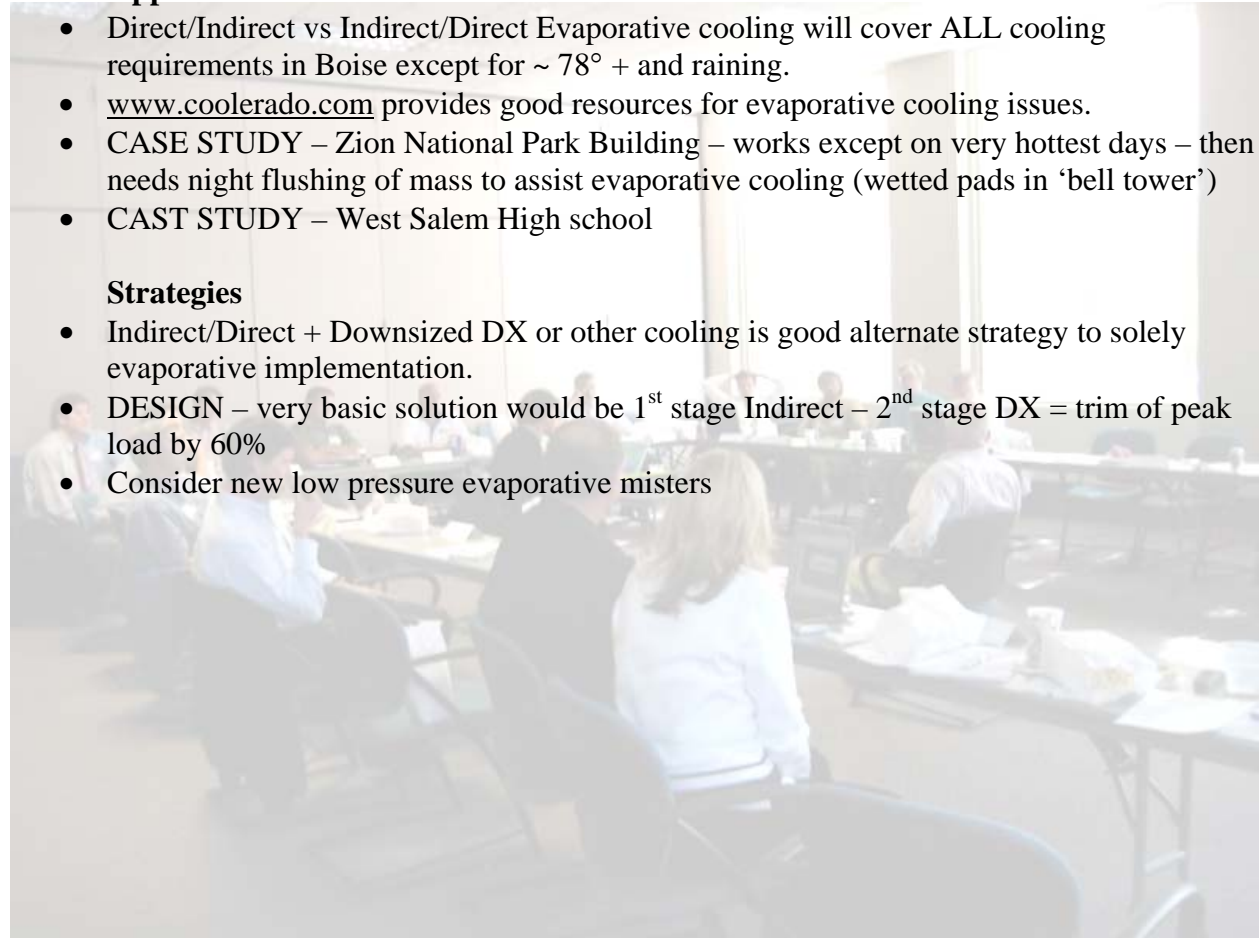 • Direct/Indirect vs Indirect/Direct Evaporative cooling will cover ALL cooling
requirements in Boise except for ~ 78° + and raining.
• www.coolerado.com provides good resources for evaporative cooling issues.
• CASE STUDY – Zion National Park Building – works except on very hottest days – then
needs night flushing of mass to assist evaporative cooling (wetted pads in ‘bell tower’)
• CAST STUDY – West Salem High school
Strategies
• Indirect/Direct + Downsized DX or other cooling is good alternate strategy to solely
evaporative implementation.
• DESIGN – very basic solution would be 1st stage Indirect – 2nd stage DX = trim of peak
load by 60%
• Consider new low pressure evaporative misters